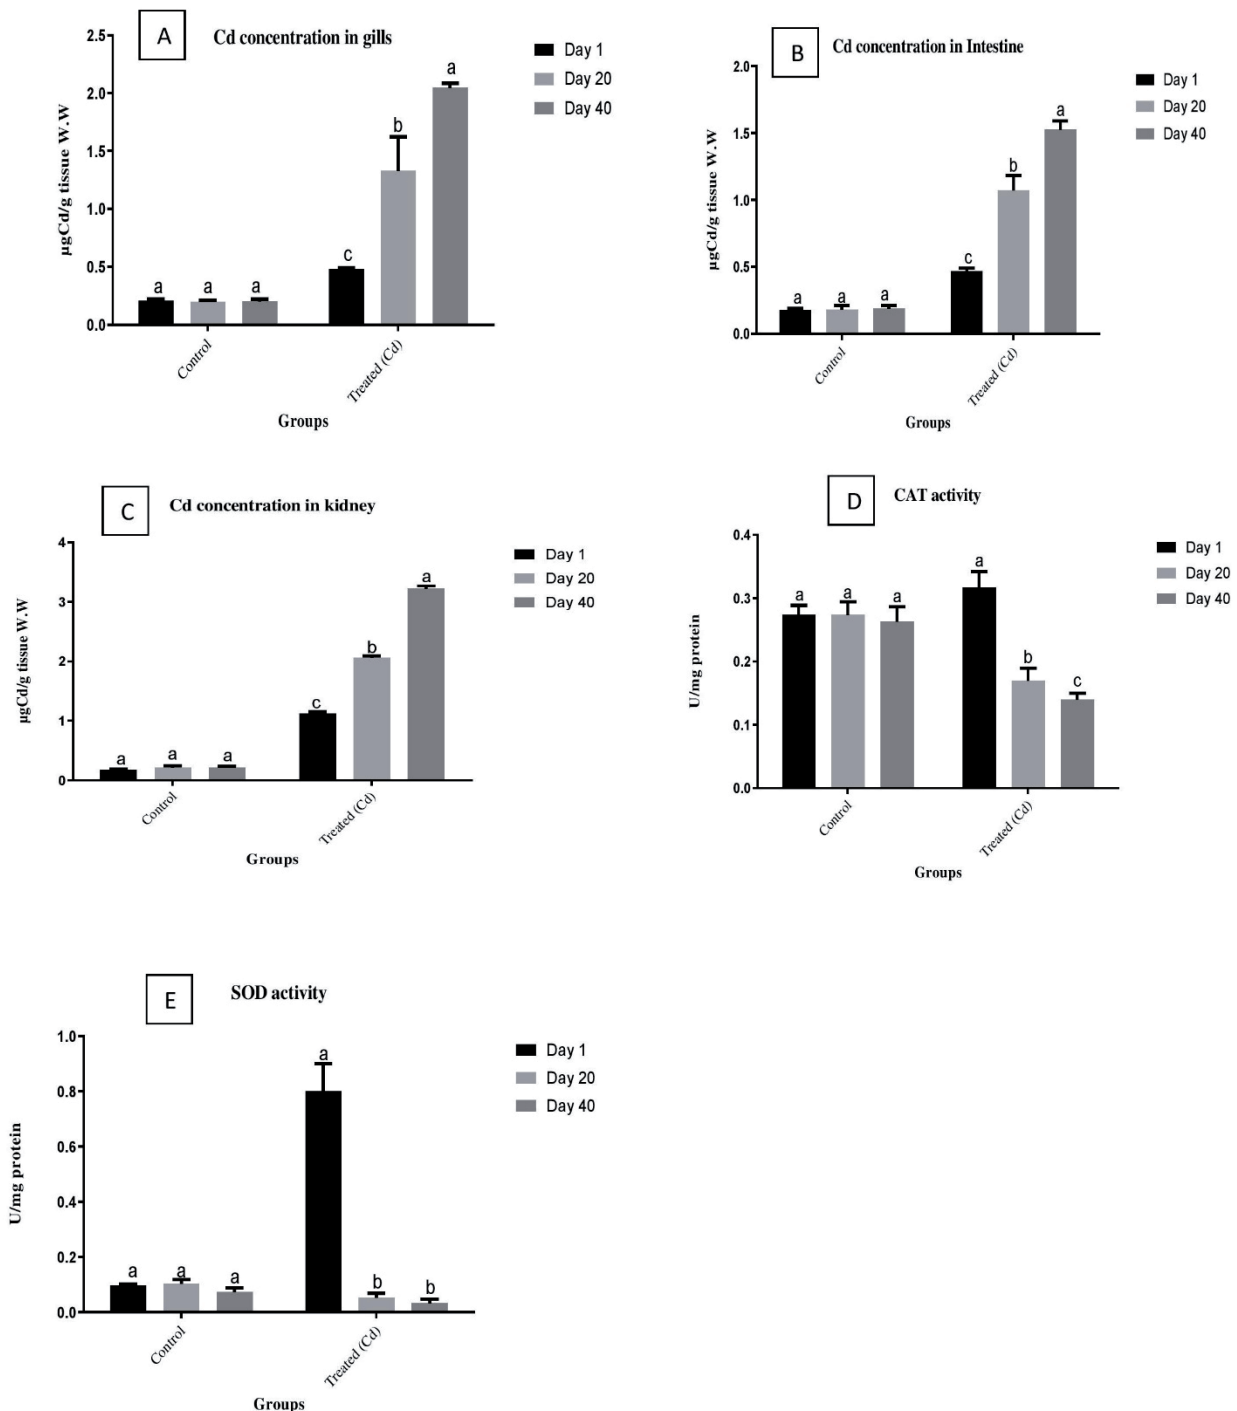 A
Cd concentration in gills
Day 1
Day 20
Day 40
µgCd/g tissue W.W
2.5
2.0
1.5
1.0
0.5
0.0
a
a
a
c
b
a
Control
Treated (Cd)
Groups
B
Cd concentration in Intestine
Day 1
Day 20
Day 40
µgCd/g tissue W.W
2.0
1.5
1.0
0.5
0.0
a
a
a
c
b
a
Control
Treated (Cd)
Groups
C
Cd concentration in kidney
Day 1
Day 20
Day 40
µgCd/g tissue W.W
4
3
2
1
0
a
a
a
c
b
a
Control
Treated (Cd)
Groups
D
CAT activity
Day 1
Day 20
Day 40
U/mg protein
0.4
0.3
0.2
0.1
0.0
a
a
a
a
b
c
Control
Treated (Cd)
Groups
E
SOD activity
Day 1
Day 20
Day 40
U/mg protein
1.0
0.8
0.6
0.4
0.2
0.0
a
a
a
a
b
b
Control
Treated (Cd)
Groups